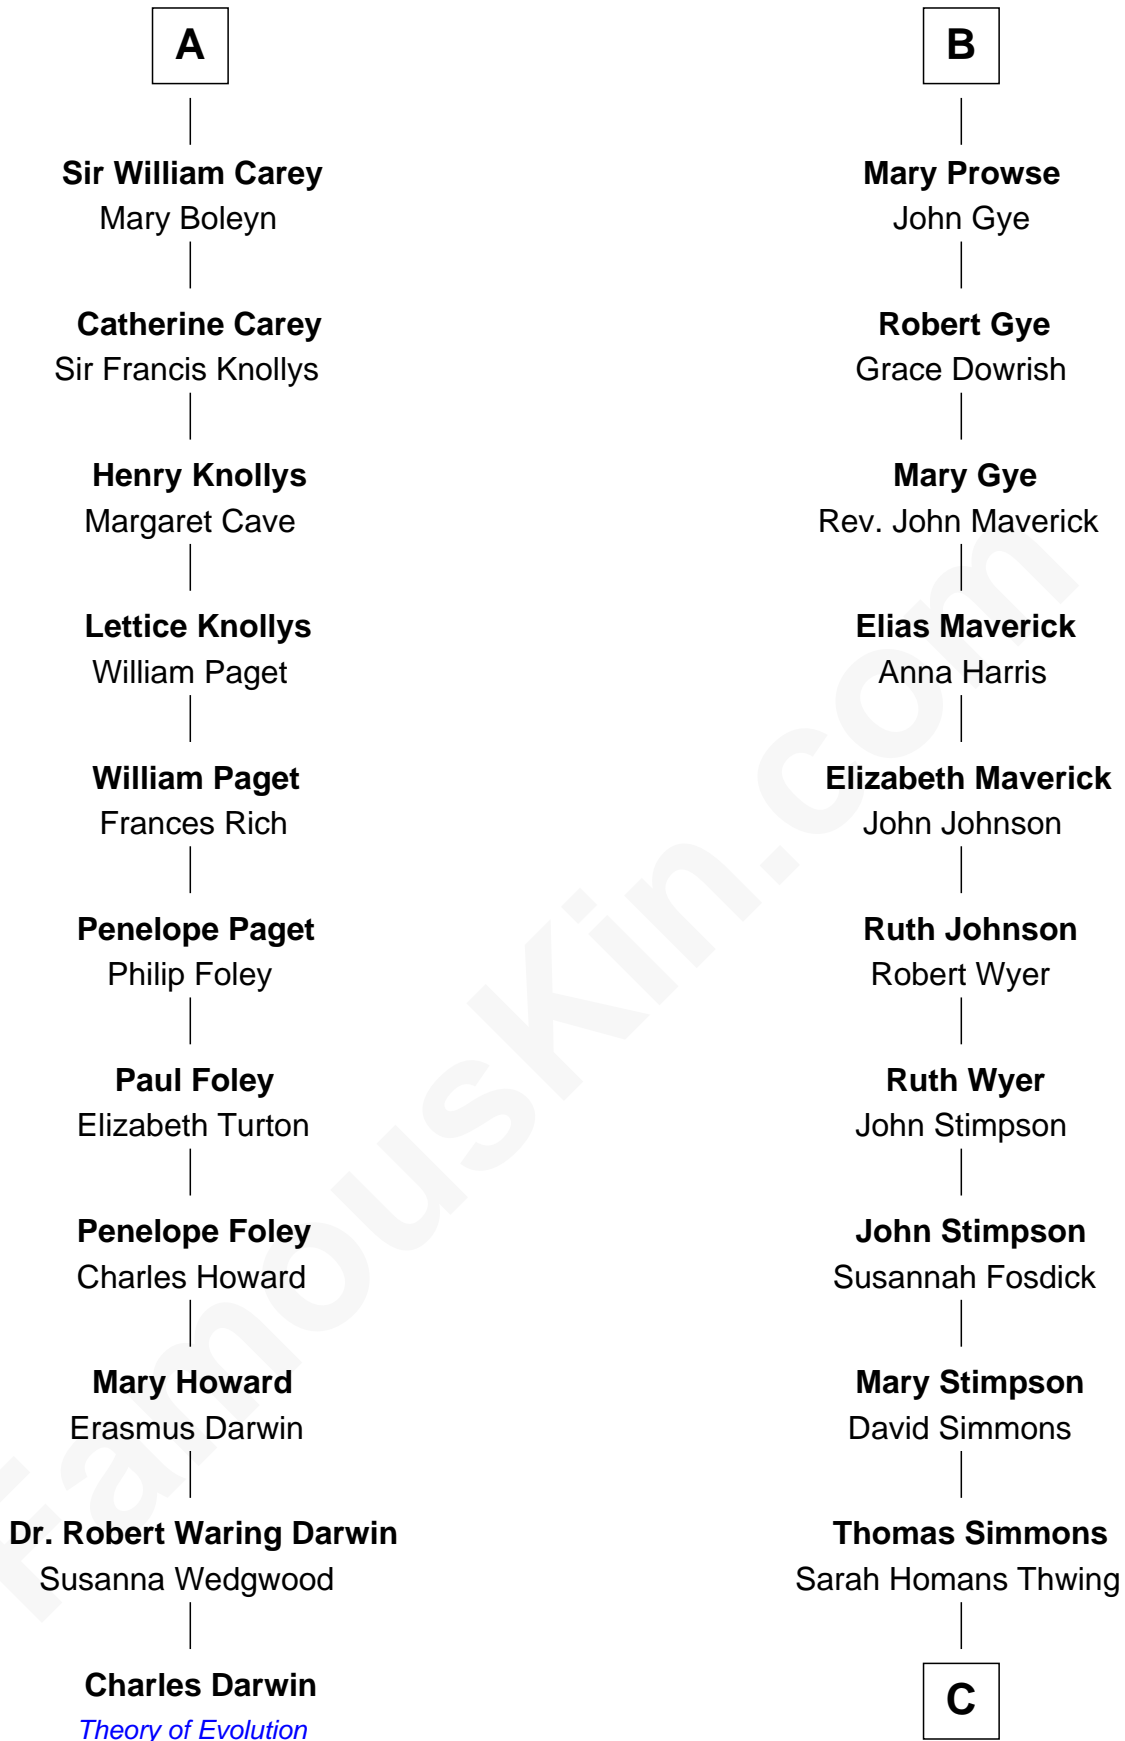 A
Sir William Carey
Mary Boleyn
Catherine Carey
Sir Francis Knollys
Henry Knollys
Margaret Cave
Lettice Knollys
William Paget
William Paget
Frances Rich
Penelope Paget
Philip Foley
Paul Foley
Elizabeth Turton
Penelope Foley
Charles Howard
Mary Howard
Erasmus Darwin
Dr. Robert Waring Darwin
Susanna Wedgwood
Charles Darwin
Theory of Evolution
B
Mary Prowse
John Gye
Robert Gye
Grace Dowrish
Mary Gye
Rev. John Maverick
Elias Maverick
Anna Harris
Elizabeth Maverick
John Johnson
Ruth Johnson
Robert Wyer
Ruth Wyer
John Stimpson
John Stimpson
Susannah Fosdick
Mary Stimpson
David Simmons
Thomas Simmons
Sarah Homans Thwing
C
FamousKin.com